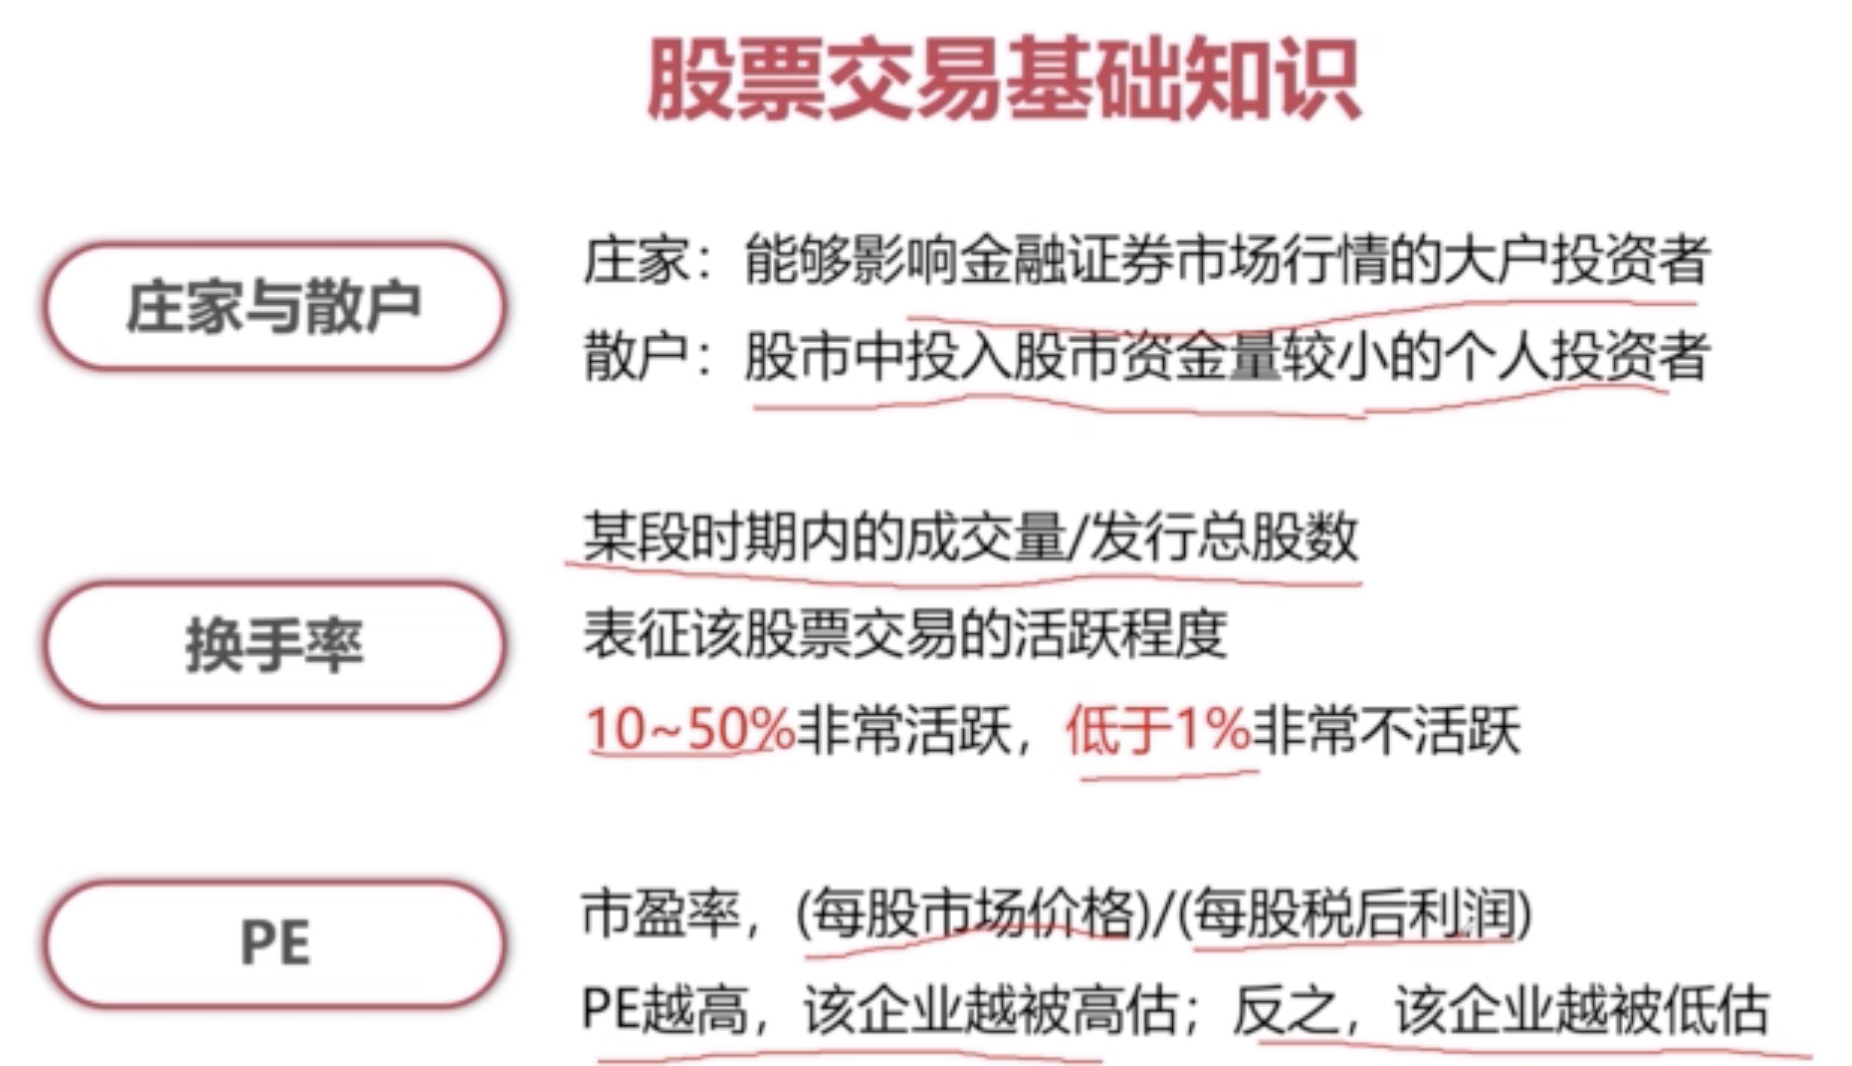 股票交易基础知识
庄家与散户
庄家：能够影响金融证券市场行情的大户投资者
散户：股市中投入股市资金量较小的个人投资者
换手率
某段时期内的成交量/发行总股数
表征该股票交易的活跃程度
10~50%非常活跃，低于1%非常不活跃
PE
市盈率，(每股市场价格)/(每股税后利润)
PE越高，该企业越被高估；反之，该企业越被低估